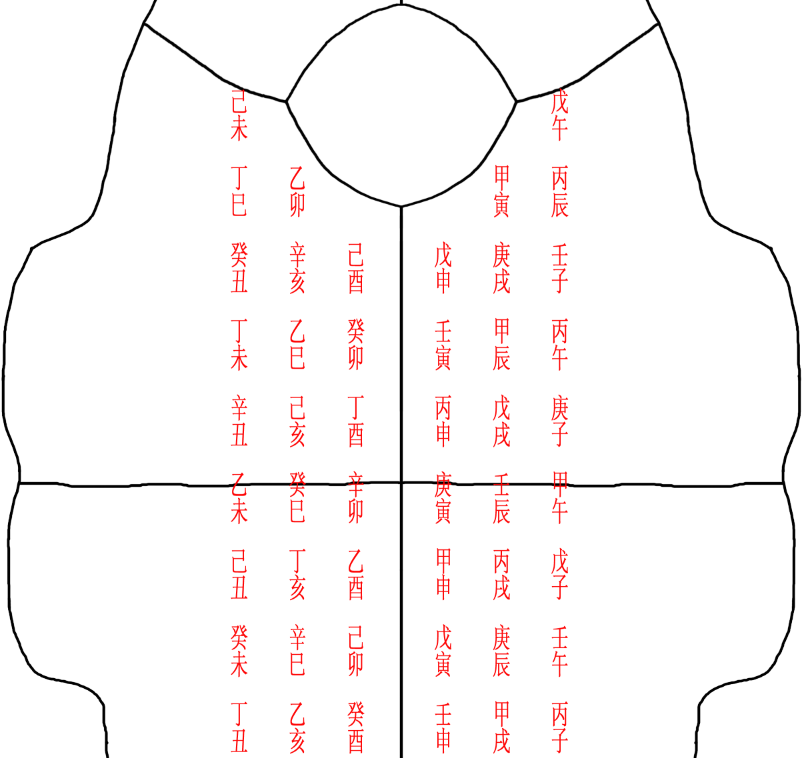 己未 戊午
丁巳 乙卯 甲寅 丙辰
癸丑 辛亥 己酉 戊申 庚戌 壬子
丁未 乙巳 癸卯 壬寅 甲辰 丙午
辛丑 己亥 丁酉 丙申 戊戌 庚子
乙未 癸巳 辛卯 庚寅 壬辰 甲午
己丑 丁亥 乙酉 甲申 丙戌 戊子
癸未 辛巳 己卯 戊寅 庚辰 壬午
丁丑 乙亥 癸酉 壬申 甲戌 丙子